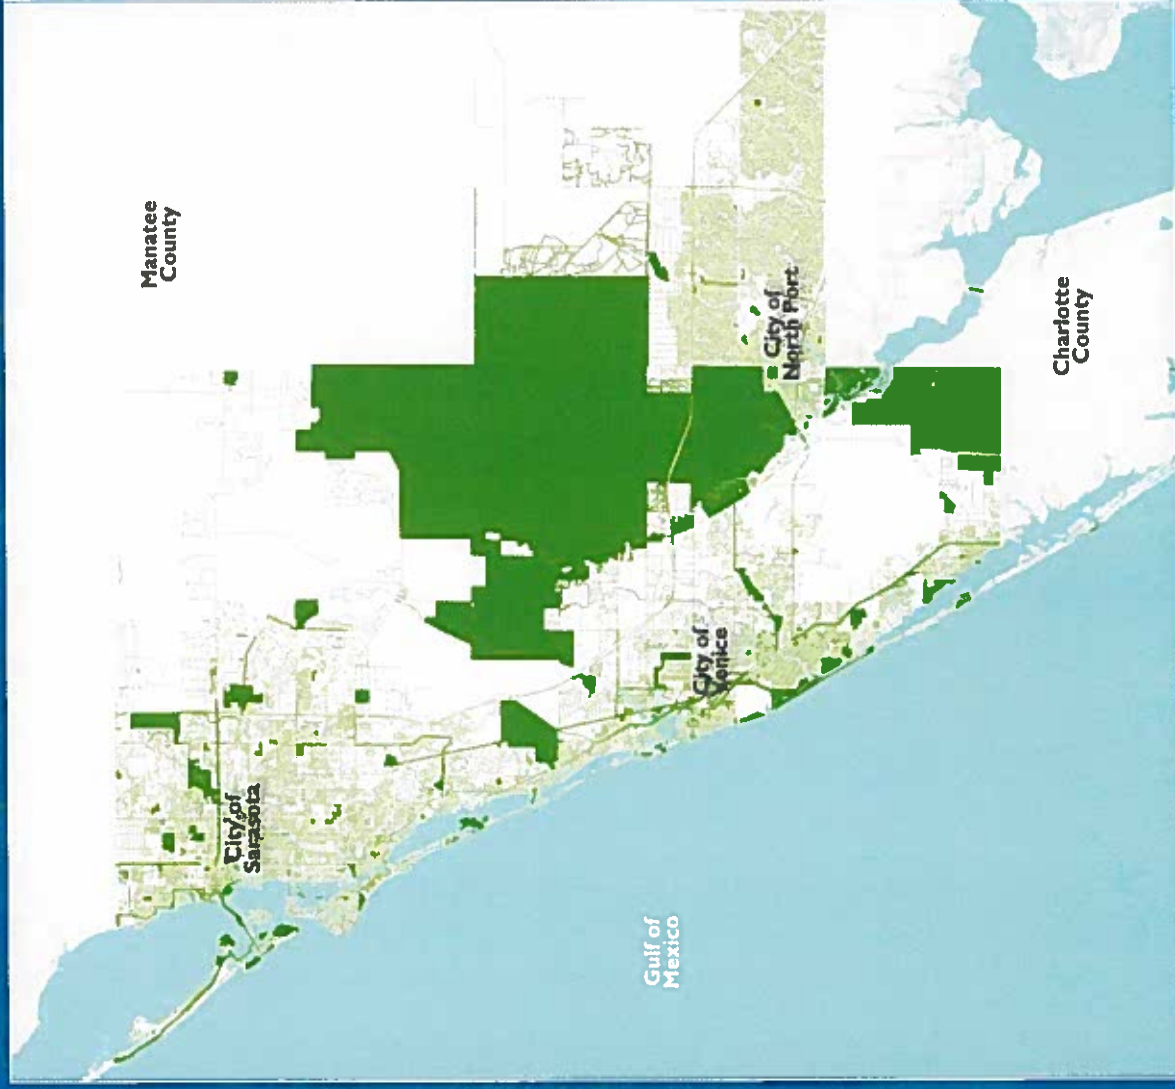 Manatee
County
City of
Sarasota
City of
Venice
City of
North Port
Charlotte
County
Gulf of
Mexico